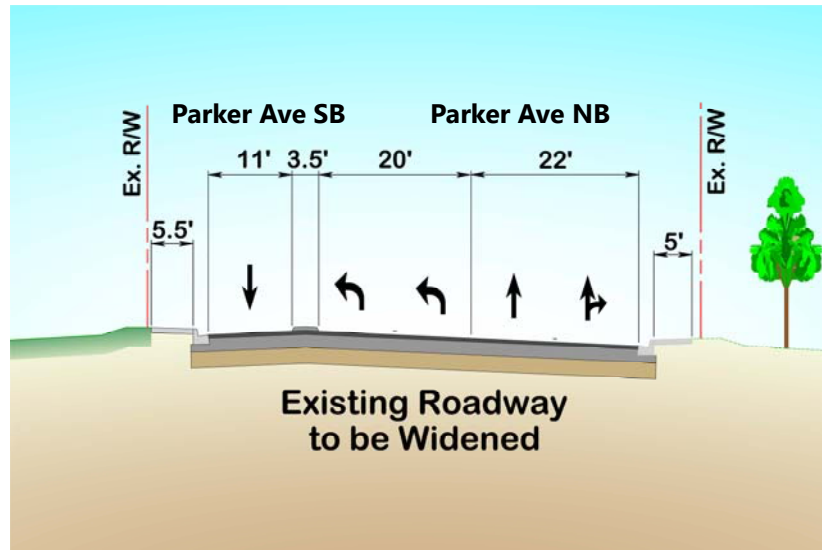 Ex. R/W
Parker Ave SB
Parker Ave NB
Ex. R/W
11'
3.5'
20'
22'
5.5'
5'
Existing Roadway
to be Widened